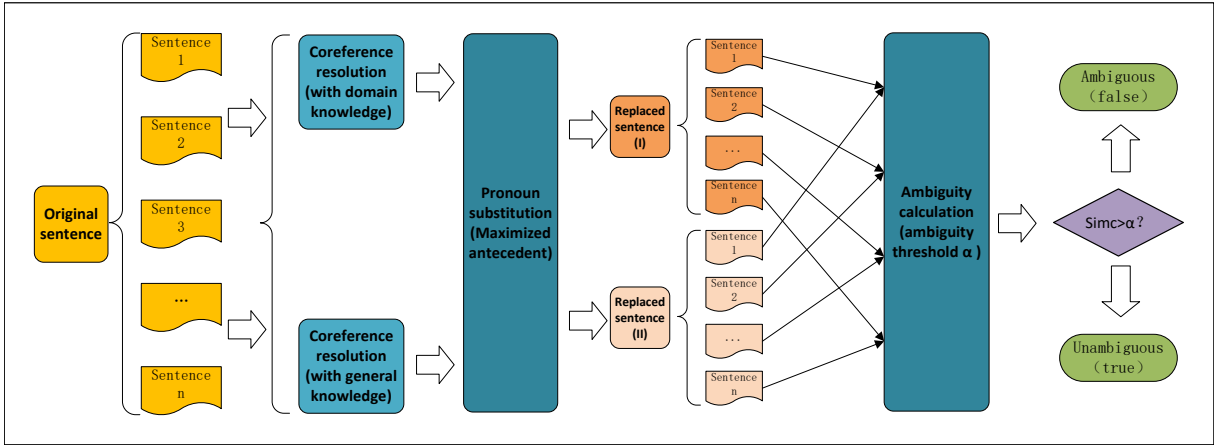 Original
sentence
Sentence
1
Sentence
2
Sentence
3
...
Sentence
n
Coreference
resolution
(with domain
knowledge)
Coreference
resolution
(with general
knowledge)
Pronoun
substitution
(Maximized
antecedent)
Replaced
sentence
(I)
Replaced
sentence
(II)
Sentence
1
Sentence
2
...
Sentence
n
Sentence
1
Sentence
2
...
Sentence
n
Ambiguity
calculation
(ambiguity
threshold α )
Simc>α?
Ambiguous
(false)
Unambiguous
(true)